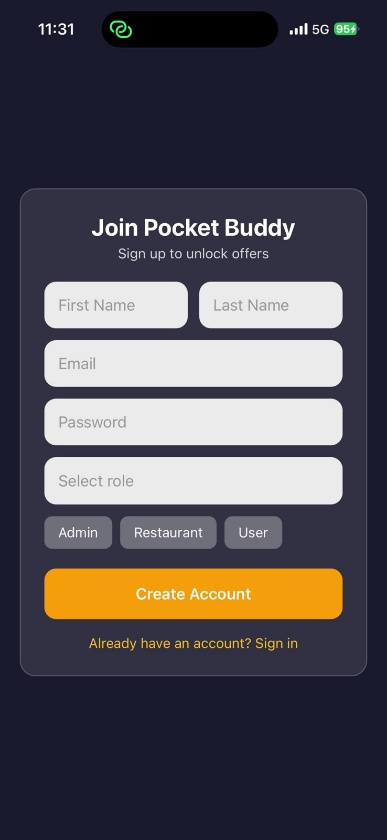 11:31 5G 95
Join Pocket Buddy
Sign up to unlock offers
First Name Last Name
Email
Password
Select role
Admin Restaurant User
Create Account
Already have an account? Sign in